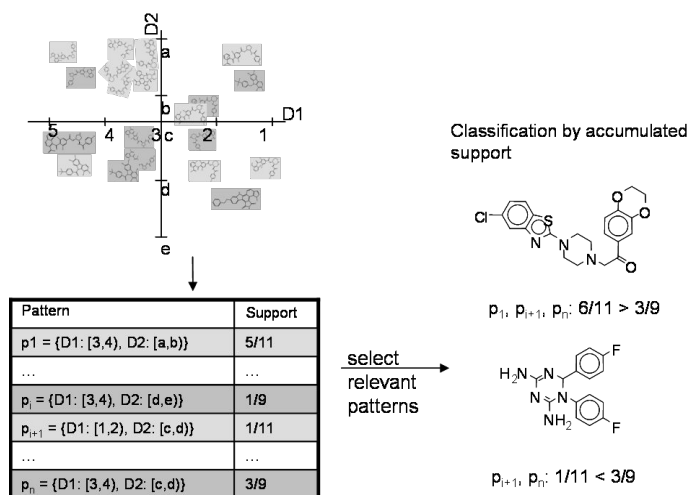 D2
a
b
D1
5
4
3
c
2
1
d
e
Classification by accumulated
support
Cl
S
N
N
N
O
O
O
p1, pi+1, pn: 6/11 > 3/9
Pattern
Support
p1 = {D1: [3,4), D2: [a,b)}
5/11
...
...
pi = {D1: [3,4), D2: [d,e)}
1/9
pi+1 = {D1: [1,2), D2: [c,d)}
1/11
...
...
pn = {D1: [3,4), D2: [c,d)}
3/9
select
relevant
patterns
F
H2N
N
N
N
NH2
F
pi+1, pn: 1/11 < 3/9